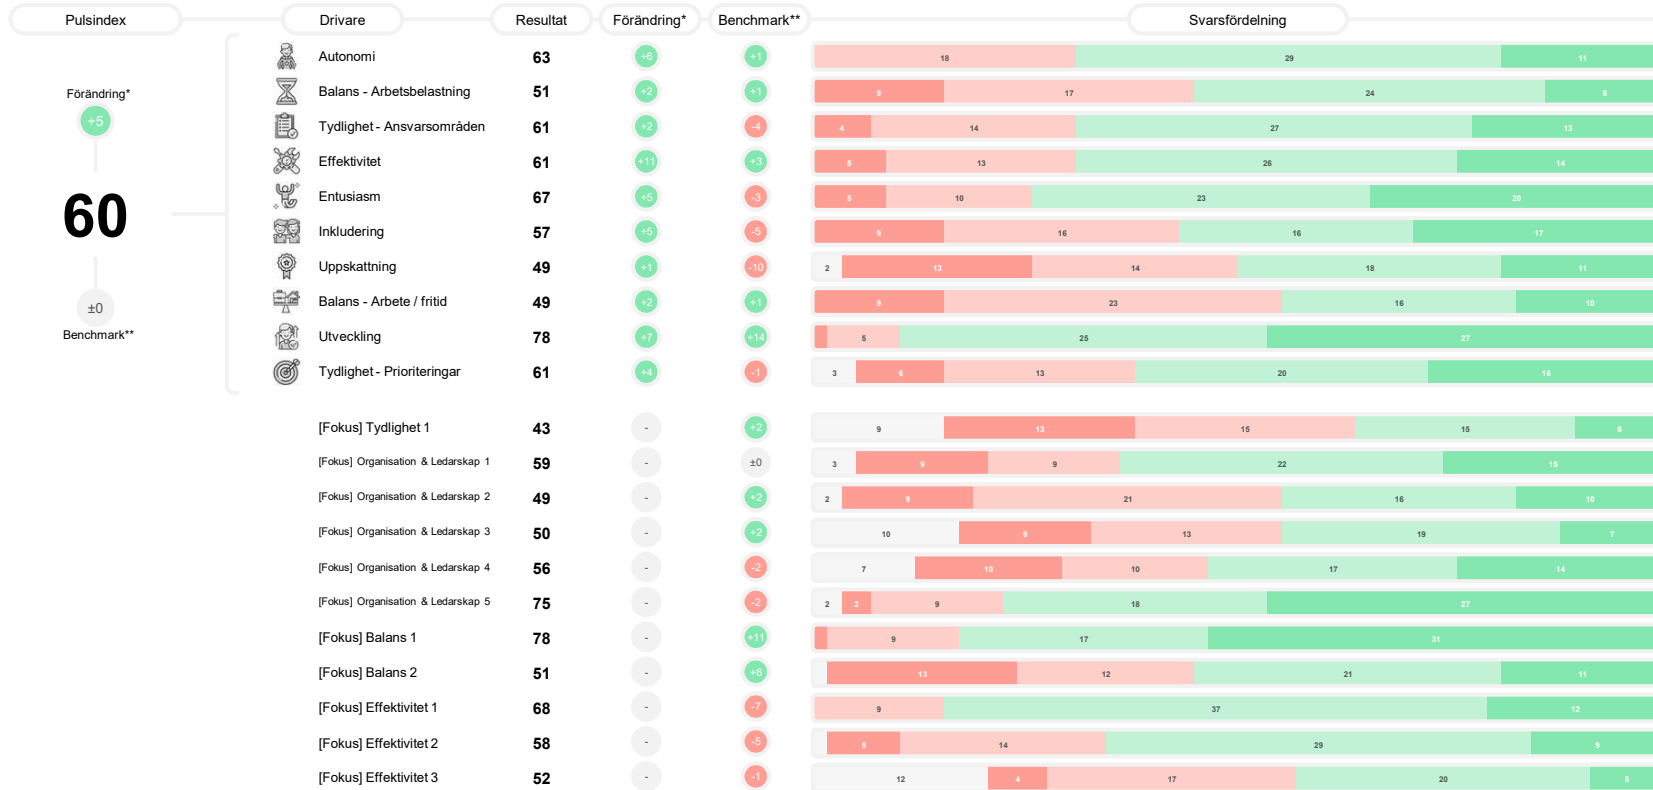 Pulsindex Drivare Resultat Förändring* Benchmark** Svarsfördelning
Autonomi 63 +6 +1 18 29 11
Balans - Arbetsbelastning 51 +2 +1 9 17 24 8
Förändring*
+5
Tydlighet - Ansvarsområden 61 +2 -4 4 14 27 13
Effektivitet 61 +11 +3 5 13 26 14
Entusiasm 67 +5 -3 5 10 23 20
60
Inkludering 57 +5 -5 9 16 16 17
Uppskattning 49 +1 -10 2 13 14 18 11
Balans - Arbete / fritid 49 +2 +1 9 23 16 10
±0
Benchmark**
Utveckling 78 +7 +14 5 25 27
Tydlighet - Prioriteringar 61 +4 -1 3 6 13 20 16
[Fokus] Tydlighet 1 43 - +2 9 13 15 15 6
[Fokus] Organisation & Ledarskap 1 59 - ±0 3 9 9 22 15
[Fokus] Organisation & Ledarskap 2 49 - +2 2 9 21 16 10
[Fokus] Organisation & Ledarskap 3 50 - +2 10 9 13 19 7
[Fokus] Organisation & Ledarskap 4 56 - -2 7 10 10 17 14
[Fokus] Organisation & Ledarskap 5 75 - -2 2 2 9 18 27
[Fokus] Balans 1 78 - +11 9 17 31
[Fokus] Balans 2 51 - +6 13 12 21 11
[Fokus] Effektivitet 1 68 - -7 9 37 12
[Fokus] Effektivitet 2 58 - -5 5 14 29 9
[Fokus] Effektivitet 3 52 - -1 12 4 17 20 5